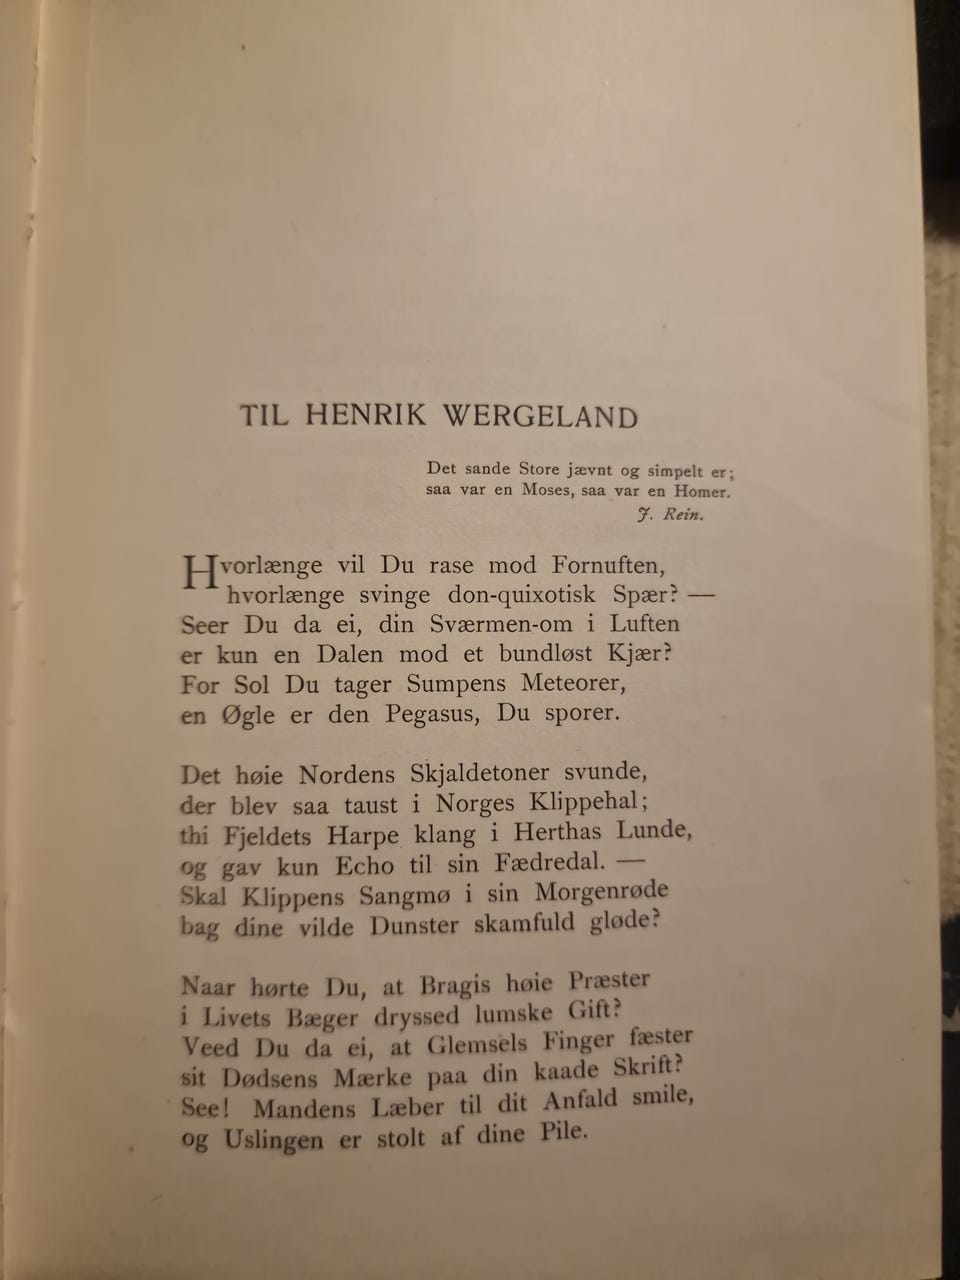 TIL HENRIK WERGELAND
Det sande Store jævnt og simpelt er;
saa var en Moses, saa var en Homer.
J. Rein.
Hvorlænge vil Du rase mod Fornuften,
hvorlænge svinge don-quixotisk Spær? —
Seer Du da ei, din Sværmen-om i Luften
er kun en Dalen mod et bundløst Kjær?
For Sol Du tager Sumpens Meteorer,
en Øgle er den Pegasus, Du sporer.
Det høie Nordens Skjaldetoner svunde,
der blev saa taust i Norges Klippehal;
thi Fjeldets Harpe klang i Herthas Lunde,
og gav kun Echo til sin Fædredal. —
Skal Klippens Sangmø i sin Morgenrøde
bag dine vilde Dunster skamfuld gløde?
Naar hørte Du, at Bragis høie Præster
i Livets Bæger dryssed lumske Gift?
Veed Du da ei, at Glemsels Finger fæster
sit Dødsens Mærke paa din kaade Skrift?
See! Mandens Læber til dit Anfald smile,
og Uslingen er stolt af dine Pile.